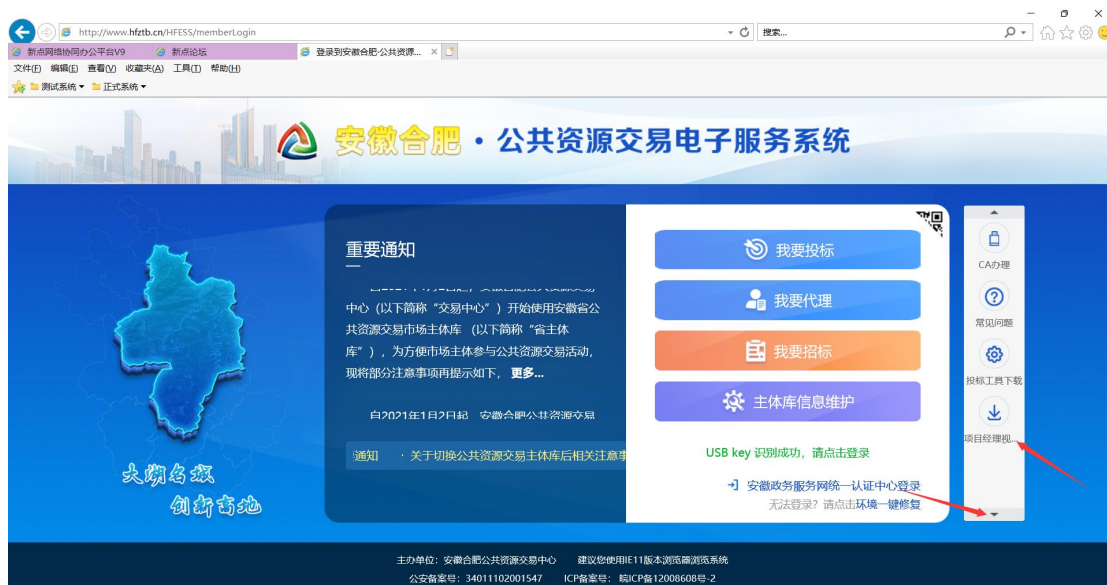 http://www.hfztb.cn/HFESS/memberLogin
搜索...
新点网络协同办公平台V9
新点论坛
登录到安徽合肥·公共资源...
文件(F) 编辑(E) 查看(V) 收藏夹(A) 工具(T) 帮助(H)
测试系统
正式系统
安徽合肥·公共资源交易电子服务系统
重要通知
中心（以下简称“交易中心”）开始使用安徽省公
共资源交易市场主体库 （以下简称“省主体
库”），为方便市场主体参与公共资源交易活动，
现将部分注意事项再提示如下，更多...
自2021年1月2日起，安徽合肥公共资源交易
通知 ·关于切换公共资源交易主体库后相关注意事
我要投标
我要代理
我要招标
主体库信息维护
USB key 识别成功，请点击登录
安徽政务服务网统一认证中心登录
无法登录？请点击环境一键修复
CA办理
常见问题
投标工具下载
项目经理视...
大湖名城
创新高地
主办单位：安徽合肥公共资源交易中心 建议您使用IE11版本浏览器浏览系统
公安备案号：34011102001547 ICP备案号：皖ICP备12008608号-2